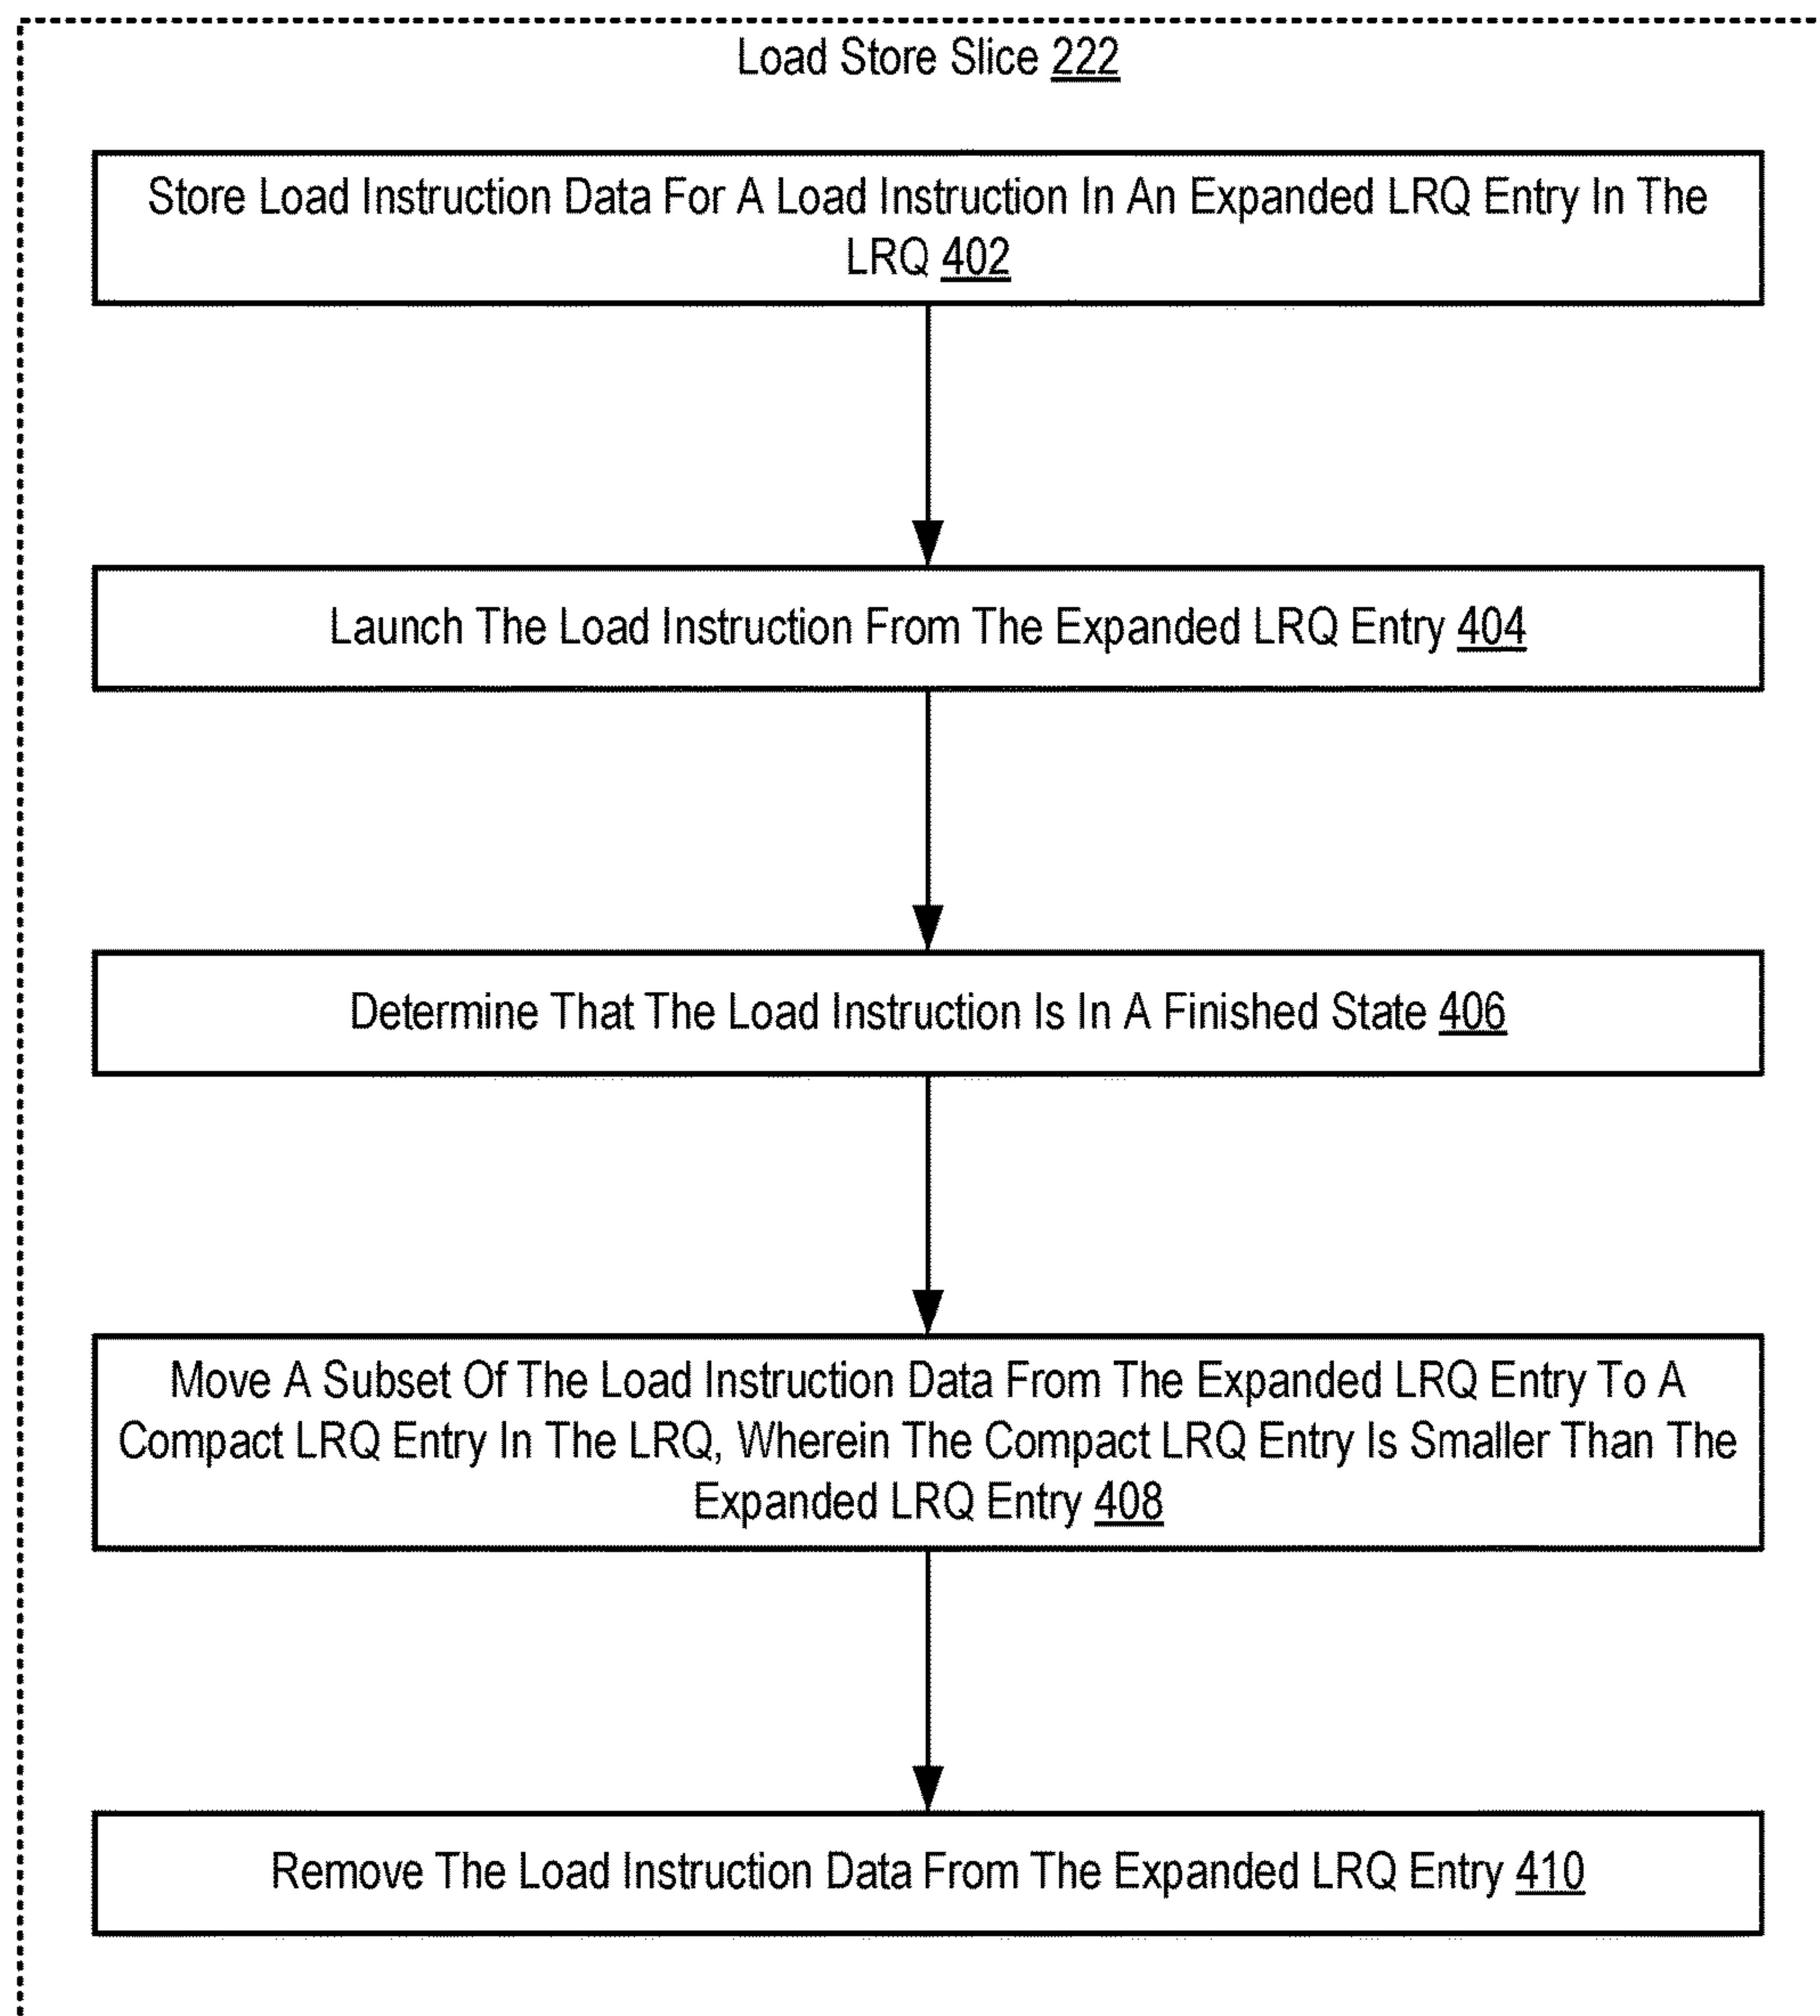 Load Store Slice 222
Store Load Instruction Data For A Load Instruction In An Expanded LRQ Entry In The
LRQ 402
Launch The Load Instruction From The Expanded LRQ Entry 404
Determine That The Load Instruction Is In A Finished State 406
Move A Subset Of The Load Instruction Data From The Expanded LRQ Entry To A
Compact LRQ Entry In The LRQ, Wherein The Compact LRQ Entry Is Smaller Than The
Expanded LRQ Entry 408
Remove The Load Instruction Data From The Expanded LRQ Entry 410